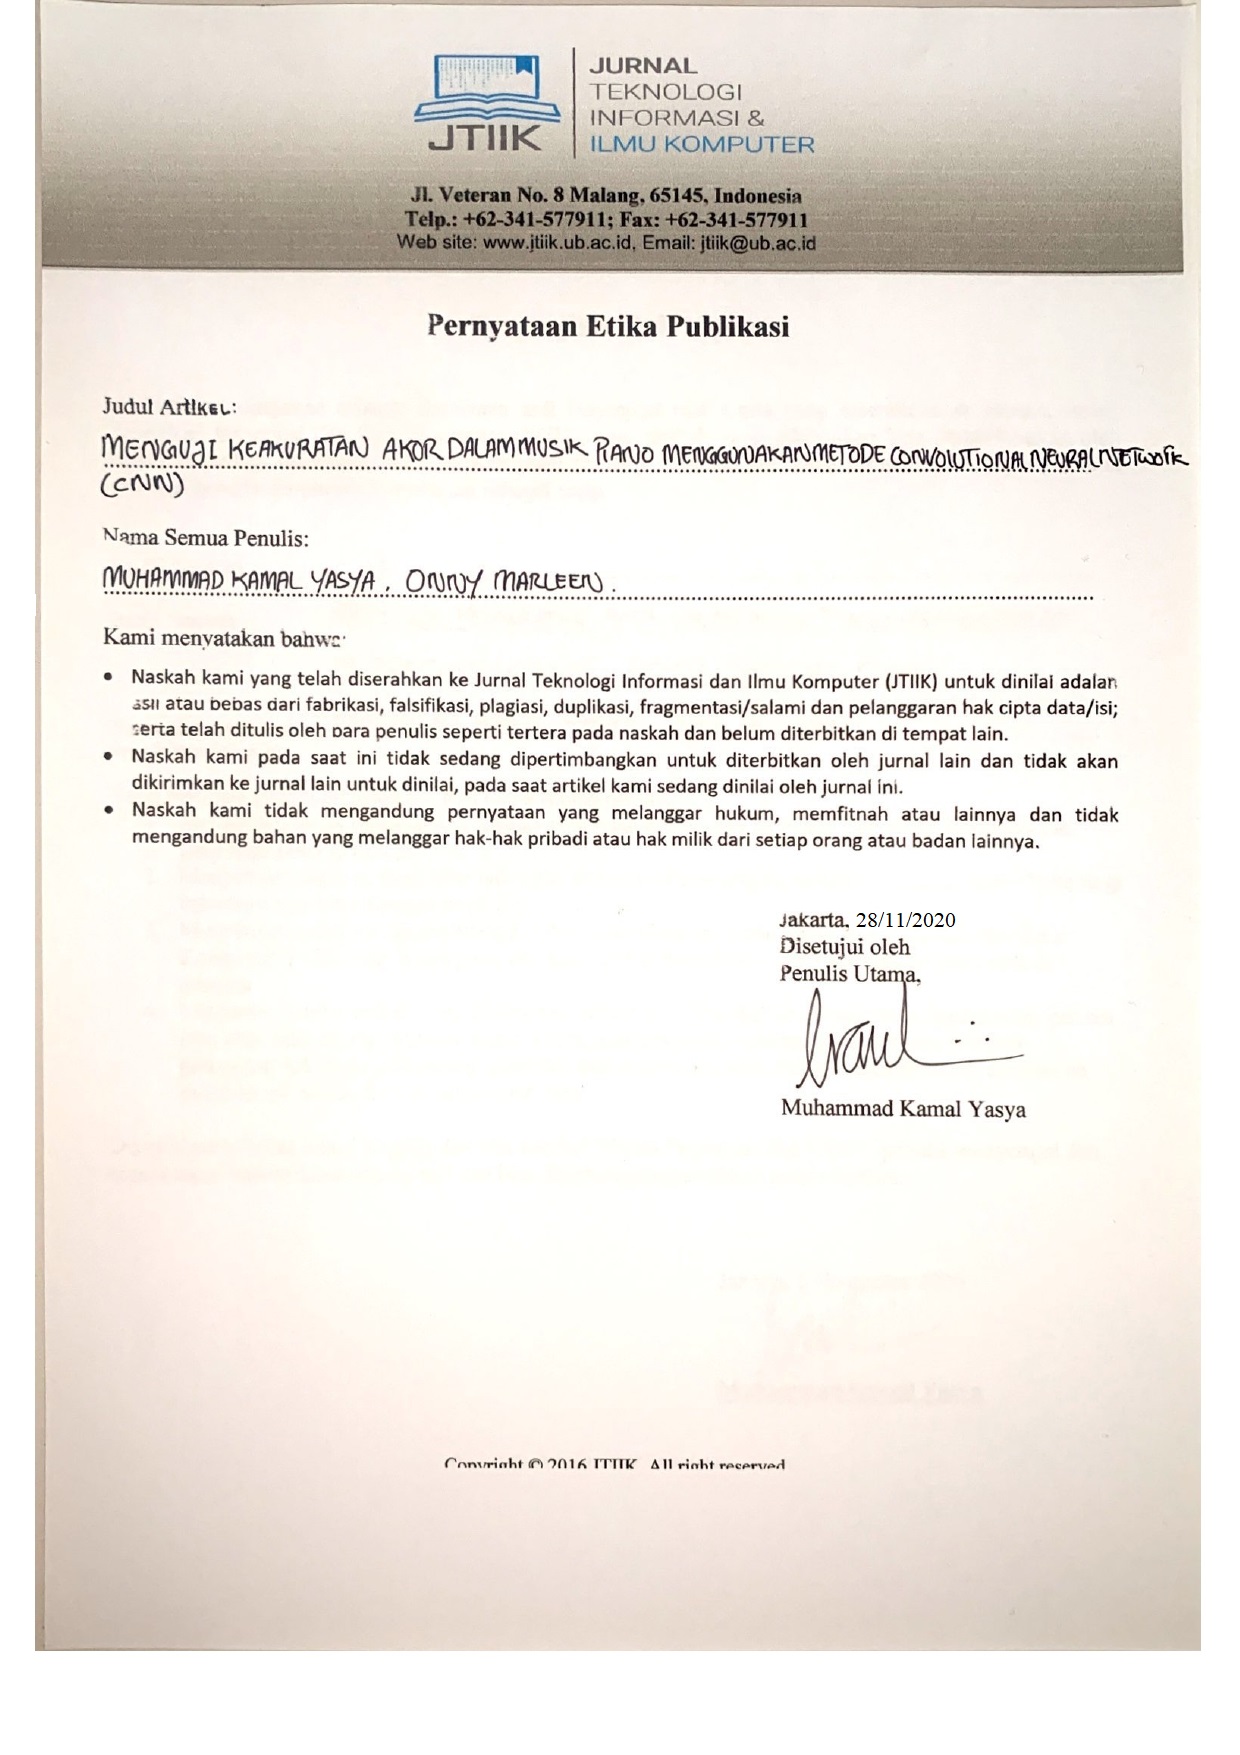 JTIIK
JURNAL
TEKNOLOGI
INFORMASI &
ILMU KOMPUTER
Jl. Veteran No. 8 Malang, 65145, Indonesia
Telp.: +62-341-577911; Fax: +62-341-577911
Web site: www.jtiik.ub.ac.id, Email: jtiik@ub.ac.id
Pernyataan Etika Publikasi
Judul Artikel:
MENGUJI KEAKURATAN AKOR DALAM MUSIK PIANO MENGGUNAKAN METODE CONVOLUTIONAL NEURAL NETWORK
(CNN)
Nama Semua Penulis:
MUHAMMAD KAMAL YASYA, ONNY MARLEEN.
Kami menyatakan bahwa:
• Naskah kami yang telah diserahkan ke Jurnal Teknologi Informasi dan Ilmu Komputer (JTIIK) untuk dinilai adalah
asli atau bebas dari fabrikasi, falsifikasi, plagiasi, duplikasi, fragmentasi/salami dan pelanggaran hak cipta data/isi;
serta telah ditulis oleh para penulis seperti tertera pada naskah dan belum diterbitkan di tempat lain.
• Naskah kami pada saat ini tidak sedang dipertimbangkan untuk diterbitkan oleh jurnal lain dan tidak akan
dikirimkan ke jurnal lain untuk dinilai, pada saat artikel kami sedang dinilai oleh jurnal ini.
• Naskah kami tidak mengandung pernyataan yang melanggar hukum, memfitnah atau lainnya dan tidak
mengandung bahan yang melanggar hak-hak pribadi atau hak milik dari setiap orang atau badan lainnya.
Jakarta, 28/11/2020
Disetujui oleh
Penulis Utama,
Muhammad Kamal Yasya
Copyright © 2016 JTIIK. All right reserved